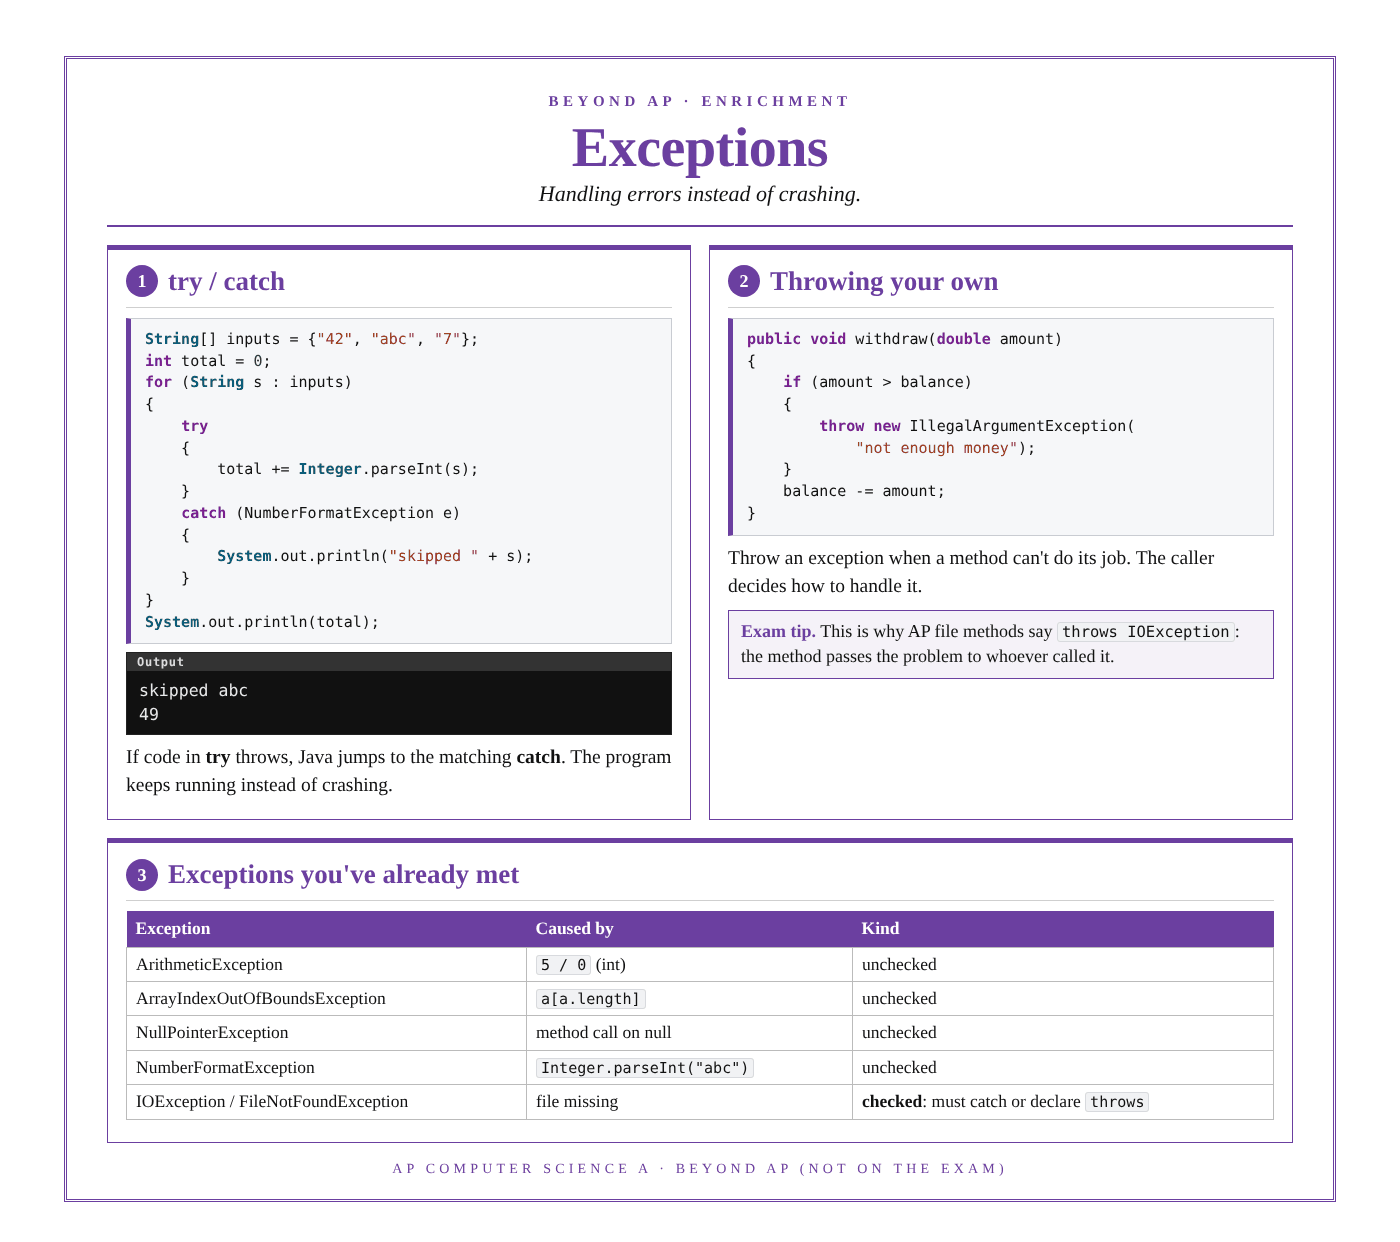 BEYOND AP · ENRICHMENT
Exceptions
Handling errors instead of crashing.
1 try / catch
String[] inputs = {"42", "abc", "7"};
int total = 0;
for (String s : inputs)
{
    try
    {
        total += Integer.parseInt(s);
    }
    catch (NumberFormatException e)
    {
        System.out.println("skipped " + s);
    }
}
System.out.println(total);
Output
skipped abc
49
If code in try throws, Java jumps to the matching catch. The program
keeps running instead of crashing.
2 Throwing your own
public void withdraw(double amount)
{
    if (amount > balance)
    {
        throw new IllegalArgumentException(
            "not enough money");
    }
    balance -= amount;
}
Throw an exception when a method can't do its job. The caller
decides how to handle it.
Exam tip. This is why AP file methods say throws IOException:
the method passes the problem to whoever called it.
3 Exceptions you've already met
Exception Caused by Kind
ArithmeticException 5 / 0 (int) unchecked
ArrayIndexOutOfBoundsException a[a.length] unchecked
NullPointerException method call on null unchecked
NumberFormatException Integer.parseInt("abc") unchecked
IOException / FileNotFoundException file missing checked: must catch or declare throws
AP COMPUTER SCIENCE A · BEYOND AP (NOT ON THE EXAM)